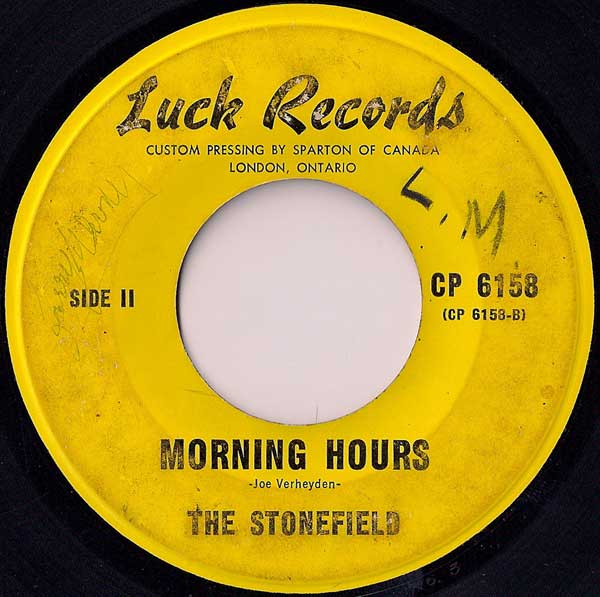 Luck Records
CUSTOM PRESSING BY SPARTON OF CANADA
LONDON, ONTARIO
L.M
SIDE II
CP 6158
(CP 6158-B)
MORNING HOURS
-Joe Verheyden-
THE STONEFIELD